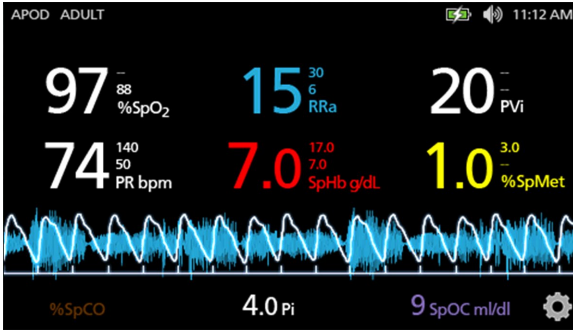 APOD ADULT 11:12 AM
97 -- 88 %SpO₂
15 30 6 RRa
20 -- -- PVi
74 140 50 PR bpm
7.0 17.0 7.0 SpHb g/dL
1.0 3.0 -- %SpMet
%SpCO 4.0 Pi 9 SpOC ml/dl